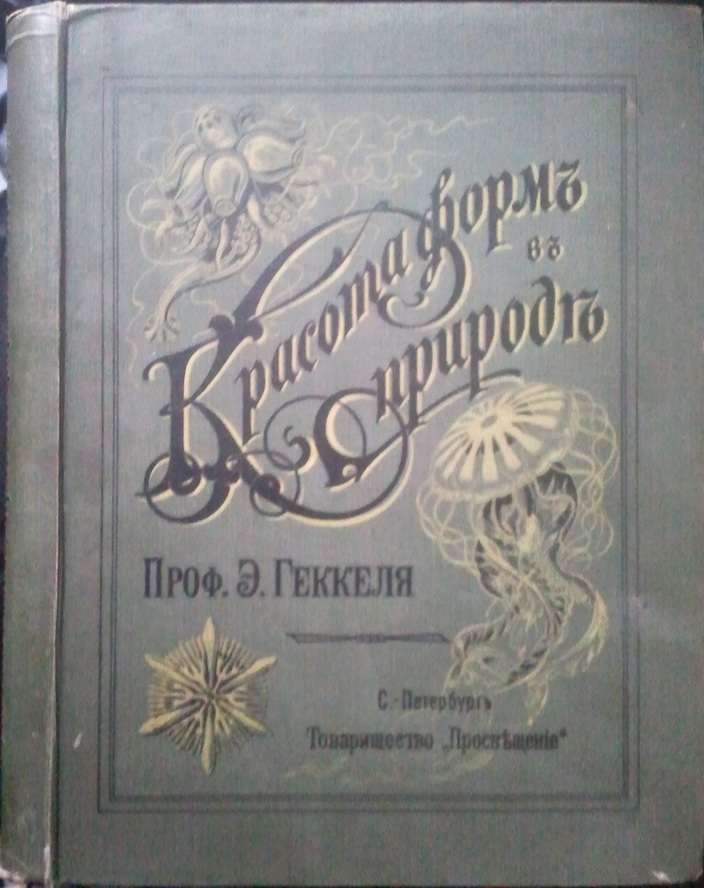 Красота формъ
въ
природѣ
Проф. Э. Геккеля
С.-Петербургъ
Товарищество „Просвѣщеніе“